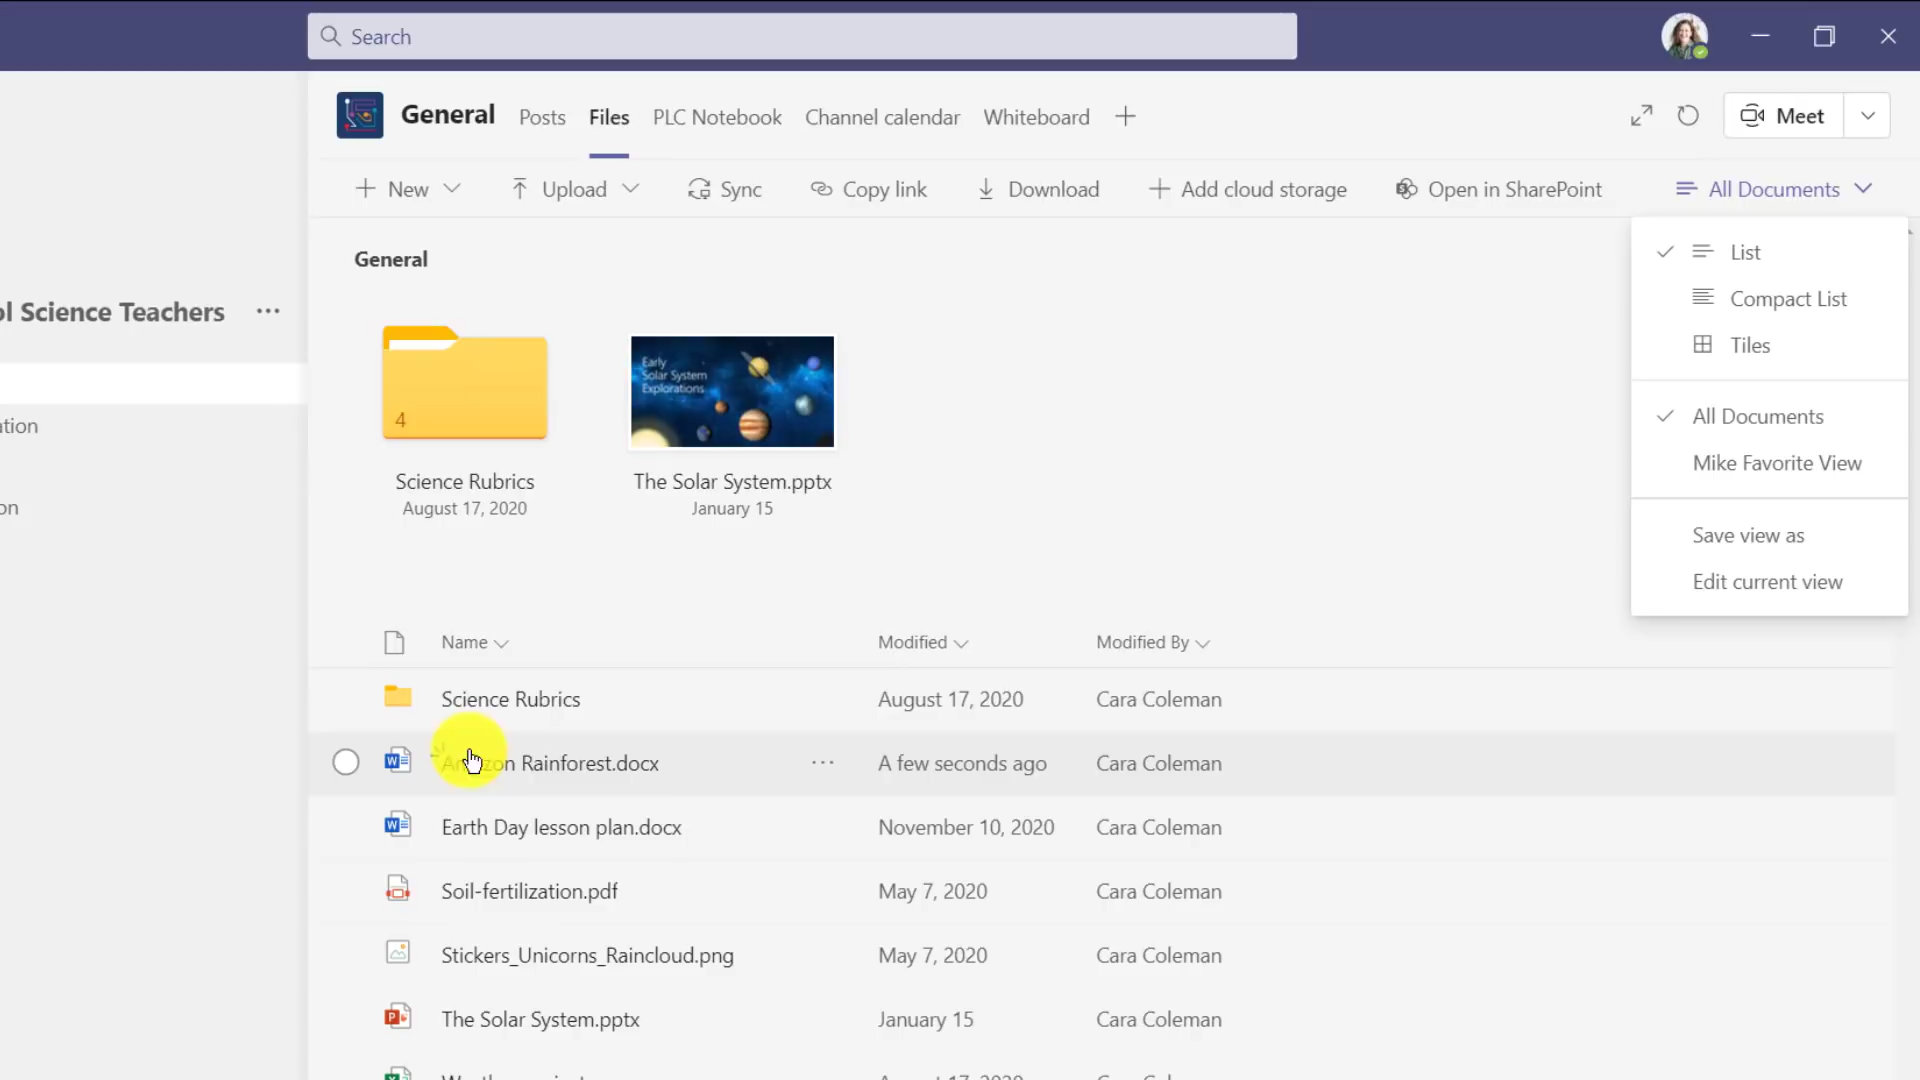 Search
General Posts Files PLC Notebook Channel calendar Whiteboard
Meet
New Upload Sync Copy link Download Add cloud storage Open in SharePoint All Documents
General
List
Compact List
Tiles
All Documents
Mike Favorite View
Save view as
Edit current view
l Science Teachers ...
ation
on
Early
Solar System
Explorations
4
Science Rubrics
August 17, 2020
The Solar System.pptx
January 15
Name Modified Modified By
Science Rubrics August 17, 2020 Cara Coleman
Rainforest.docx ... A few seconds ago Cara Coleman
Earth Day lesson plan.docx November 10, 2020 Cara Coleman
Soil-fertilization.pdf May 7, 2020 Cara Coleman
Stickers_Unicorns_Raincloud.png May 7, 2020 Cara Coleman
The Solar System.pptx January 15 Cara Coleman